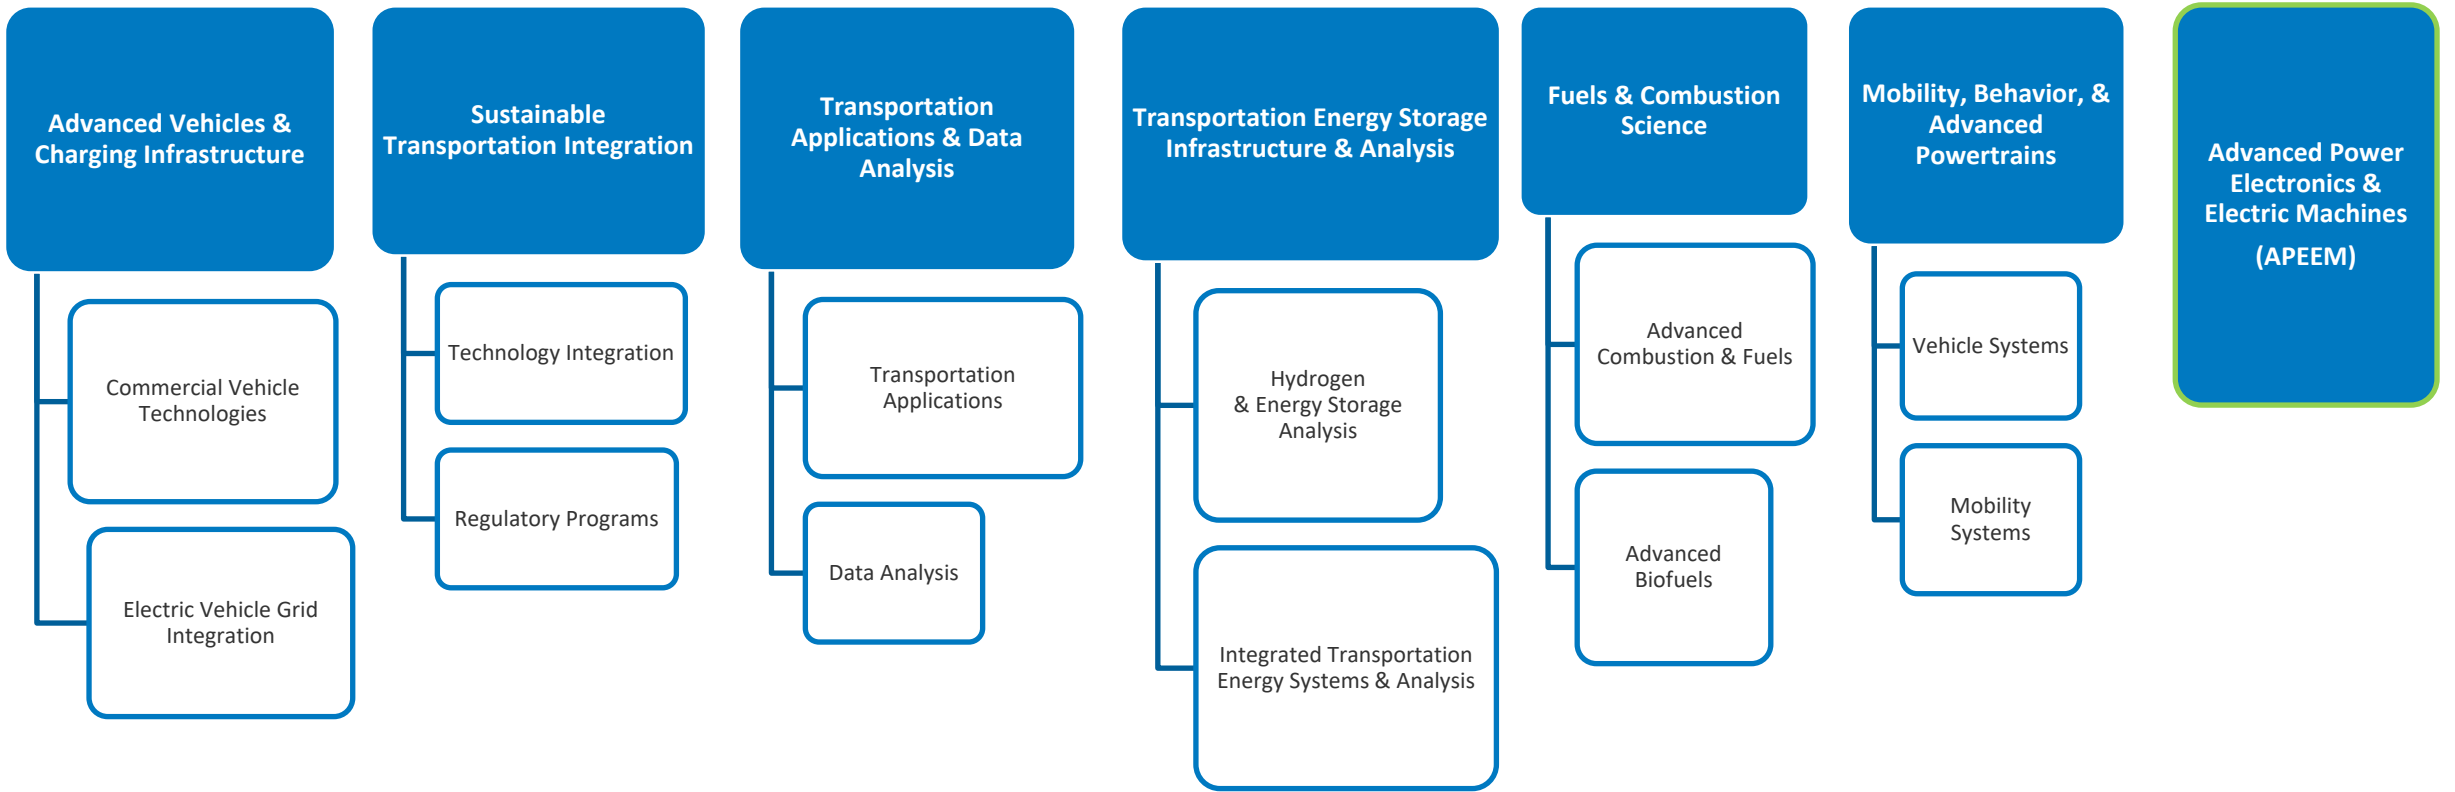 Advanced Vehicles &
Charging Infrastructure
Commercial Vehicle
Technologies
Electric Vehicle Grid
Integration
Sustainable
Transportation Integration
Technology Integration
Regulatory Programs
Transportation
Applications & Data
Analysis
Transportation
Applications
Data Analysis
Transportation Energy Storage
Infrastructure & Analysis
Hydrogen
& Energy Storage
Analysis
Integrated Transportation
Energy Systems & Analysis
Fuels & Combustion
Science
Advanced
Combustion & Fuels
Advanced
Biofuels
Mobility, Behavior, &
Advanced
Powertrains
Vehicle Systems
Mobility
Systems
Advanced Power
Electronics &
Electric Machines
(APEEM)